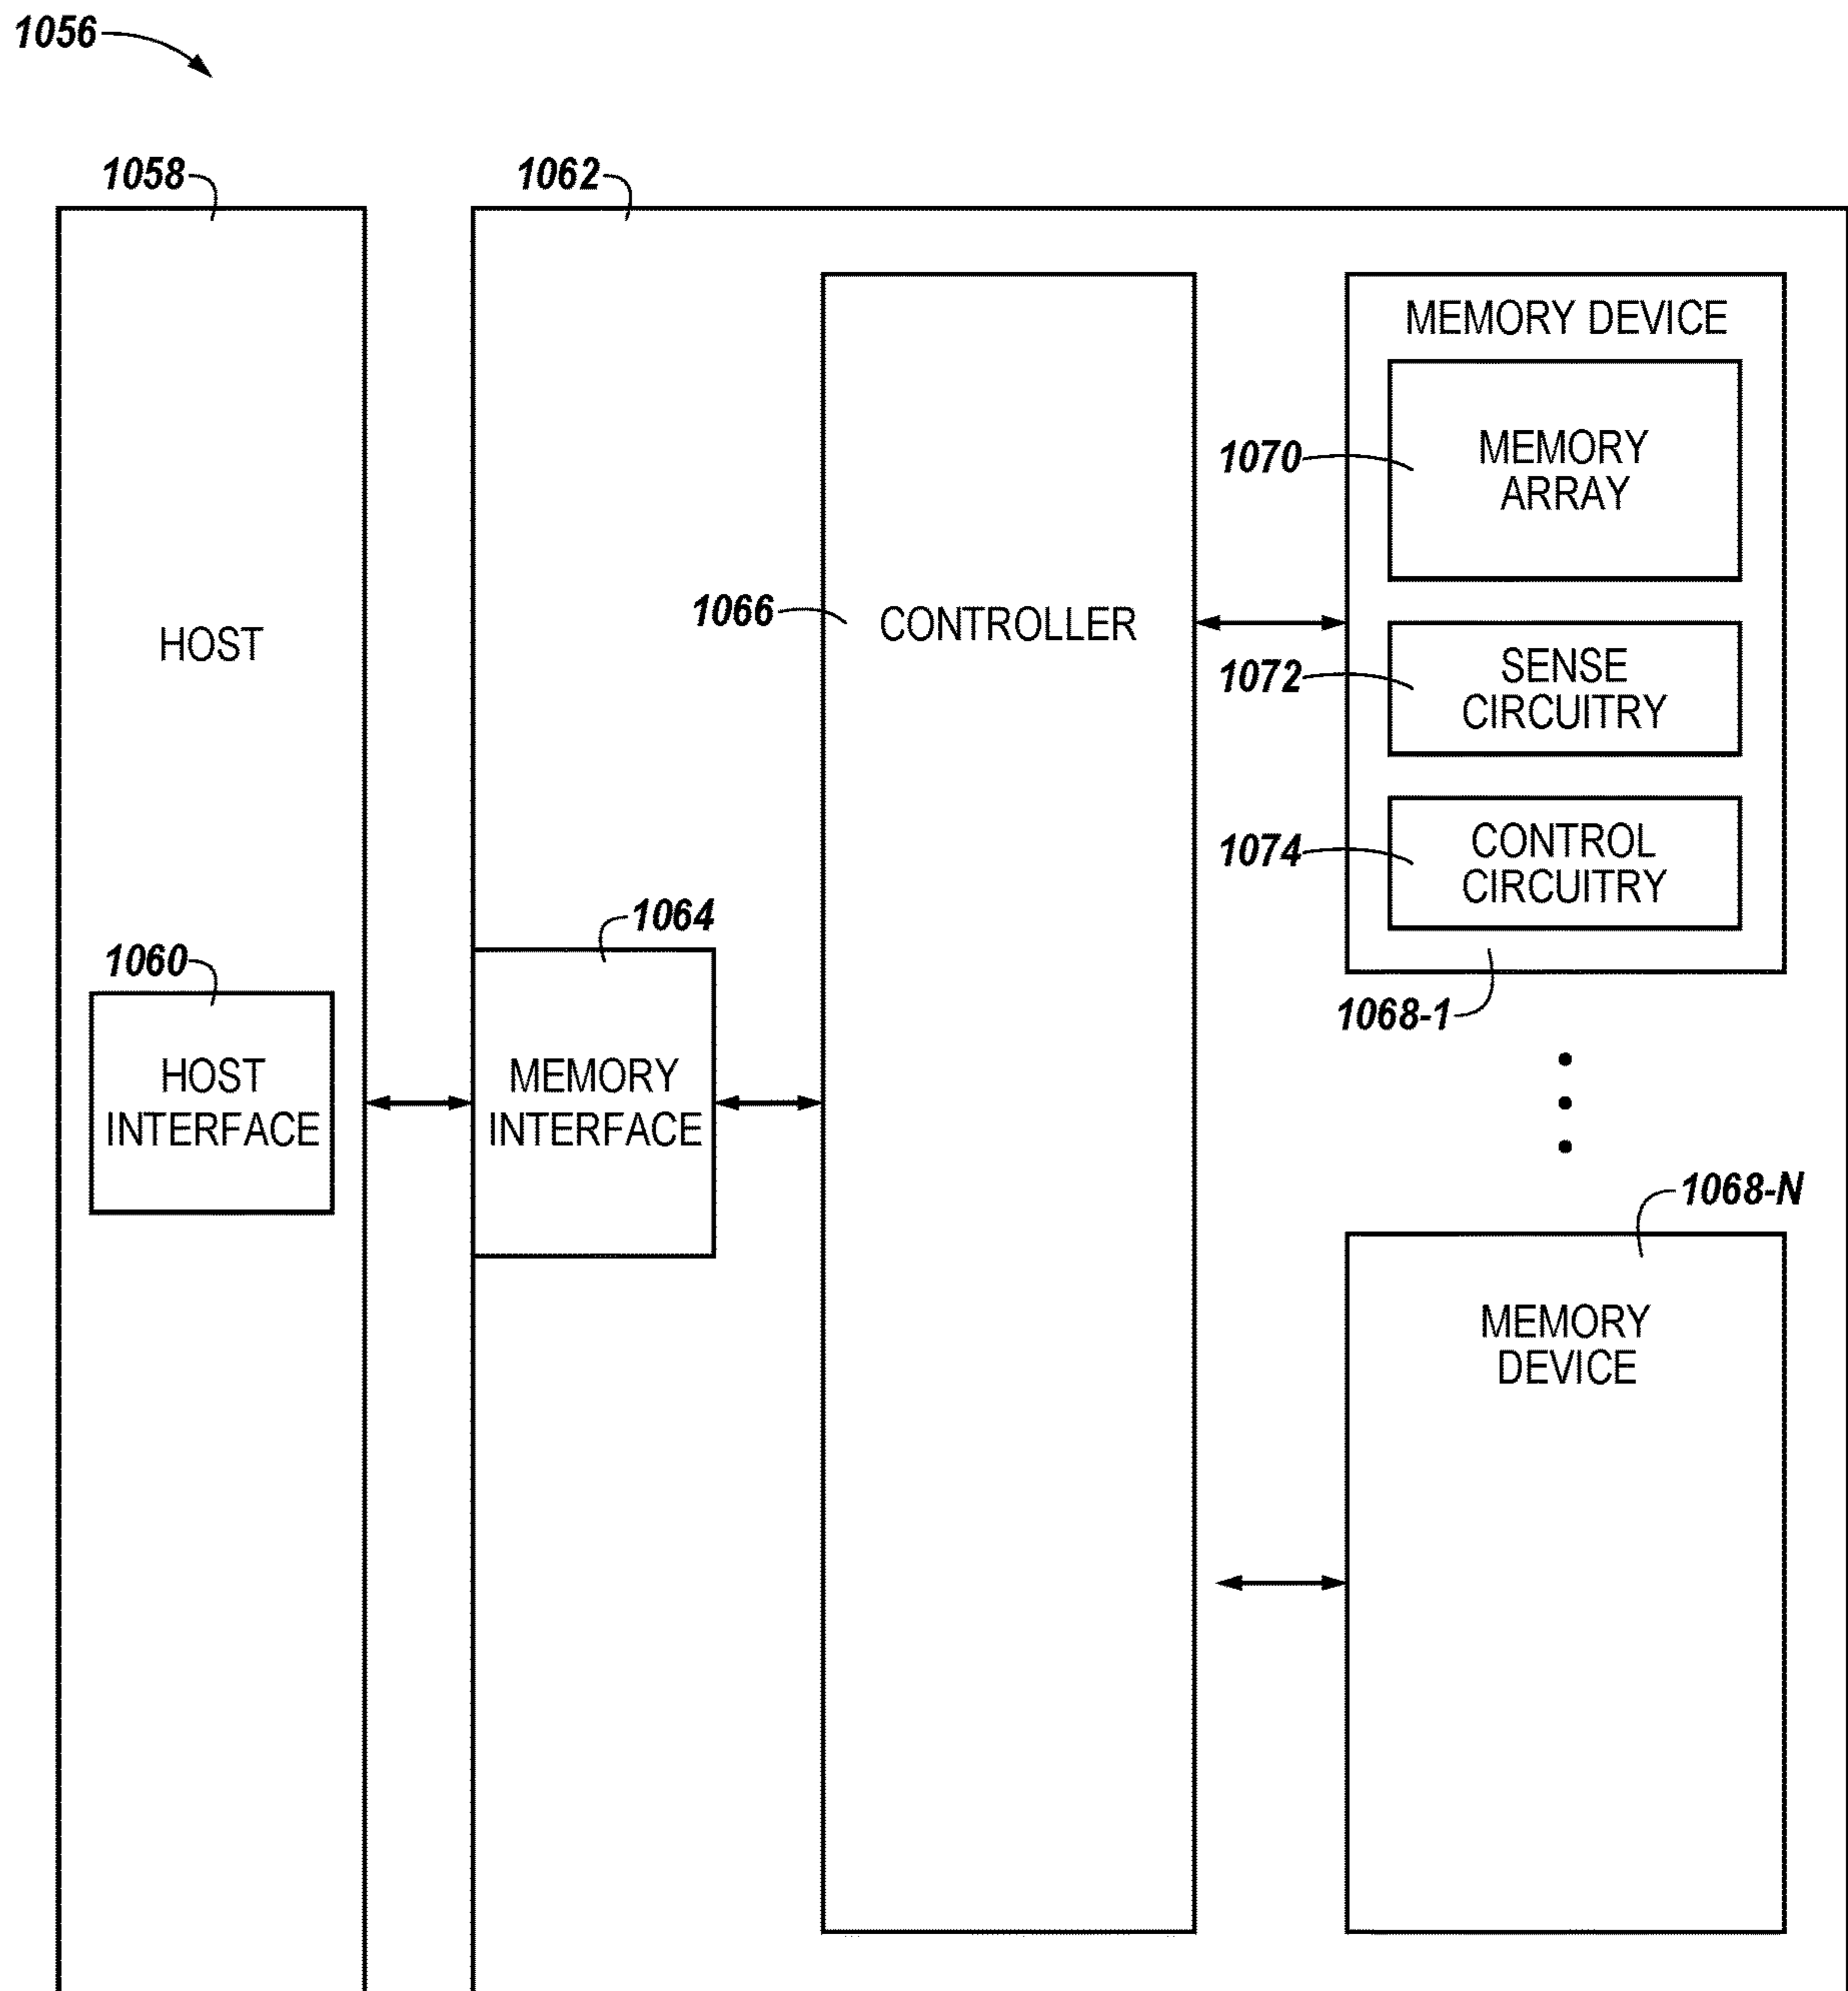 1056
1058
1062
MEMORY DEVICE
1070
MEMORY
ARRAY
1066
CONTROLLER
HOST
1072
SENSE
CIRCUITRY
1074
CONTROL
CIRCUITRY
1064
1060
1068-1
HOST
INTERFACE
MEMORY
INTERFACE
1068-N
MEMORY
DEVICE